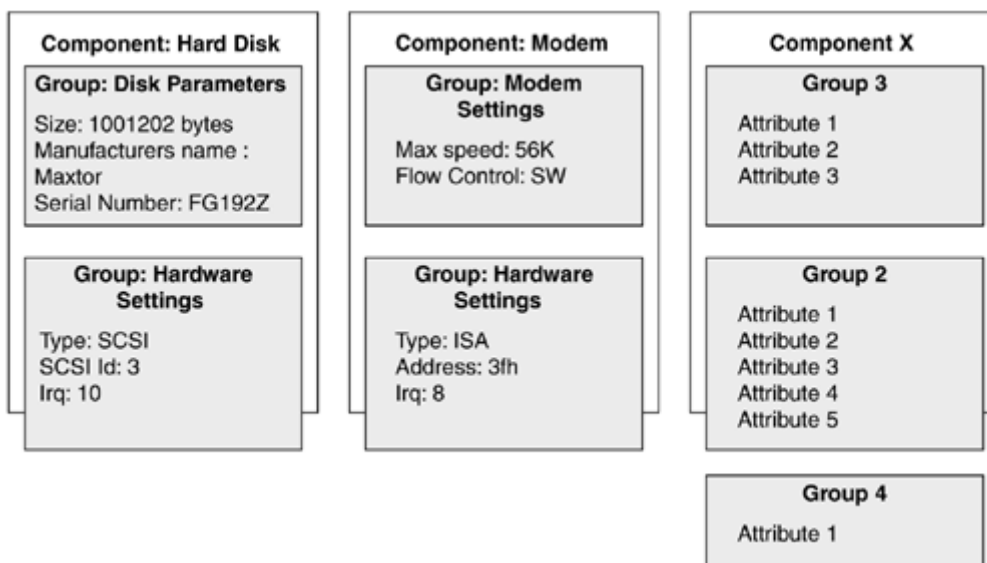 Component: Hard Disk
Group: Disk Parameters
Size: 1001202 bytes
Manufacturers name :
Maxtor
Serial Number: FG192Z
Group: Hardware
Settings
Type: SCSI
SCSI Id: 3
Irq: 10
Component: Modem
Group: Modem
Settings
Max speed: 56K
Flow Control: SW
Group: Hardware
Settings
Type: ISA
Address: 3fh
Irq: 8
Component X
Group 3
Attribute 1
Attribute 2
Attribute 3
Group 2
Attribute 1
Attribute 2
Attribute 3
Attribute 4
Attribute 5
Group 4
Attribute 1